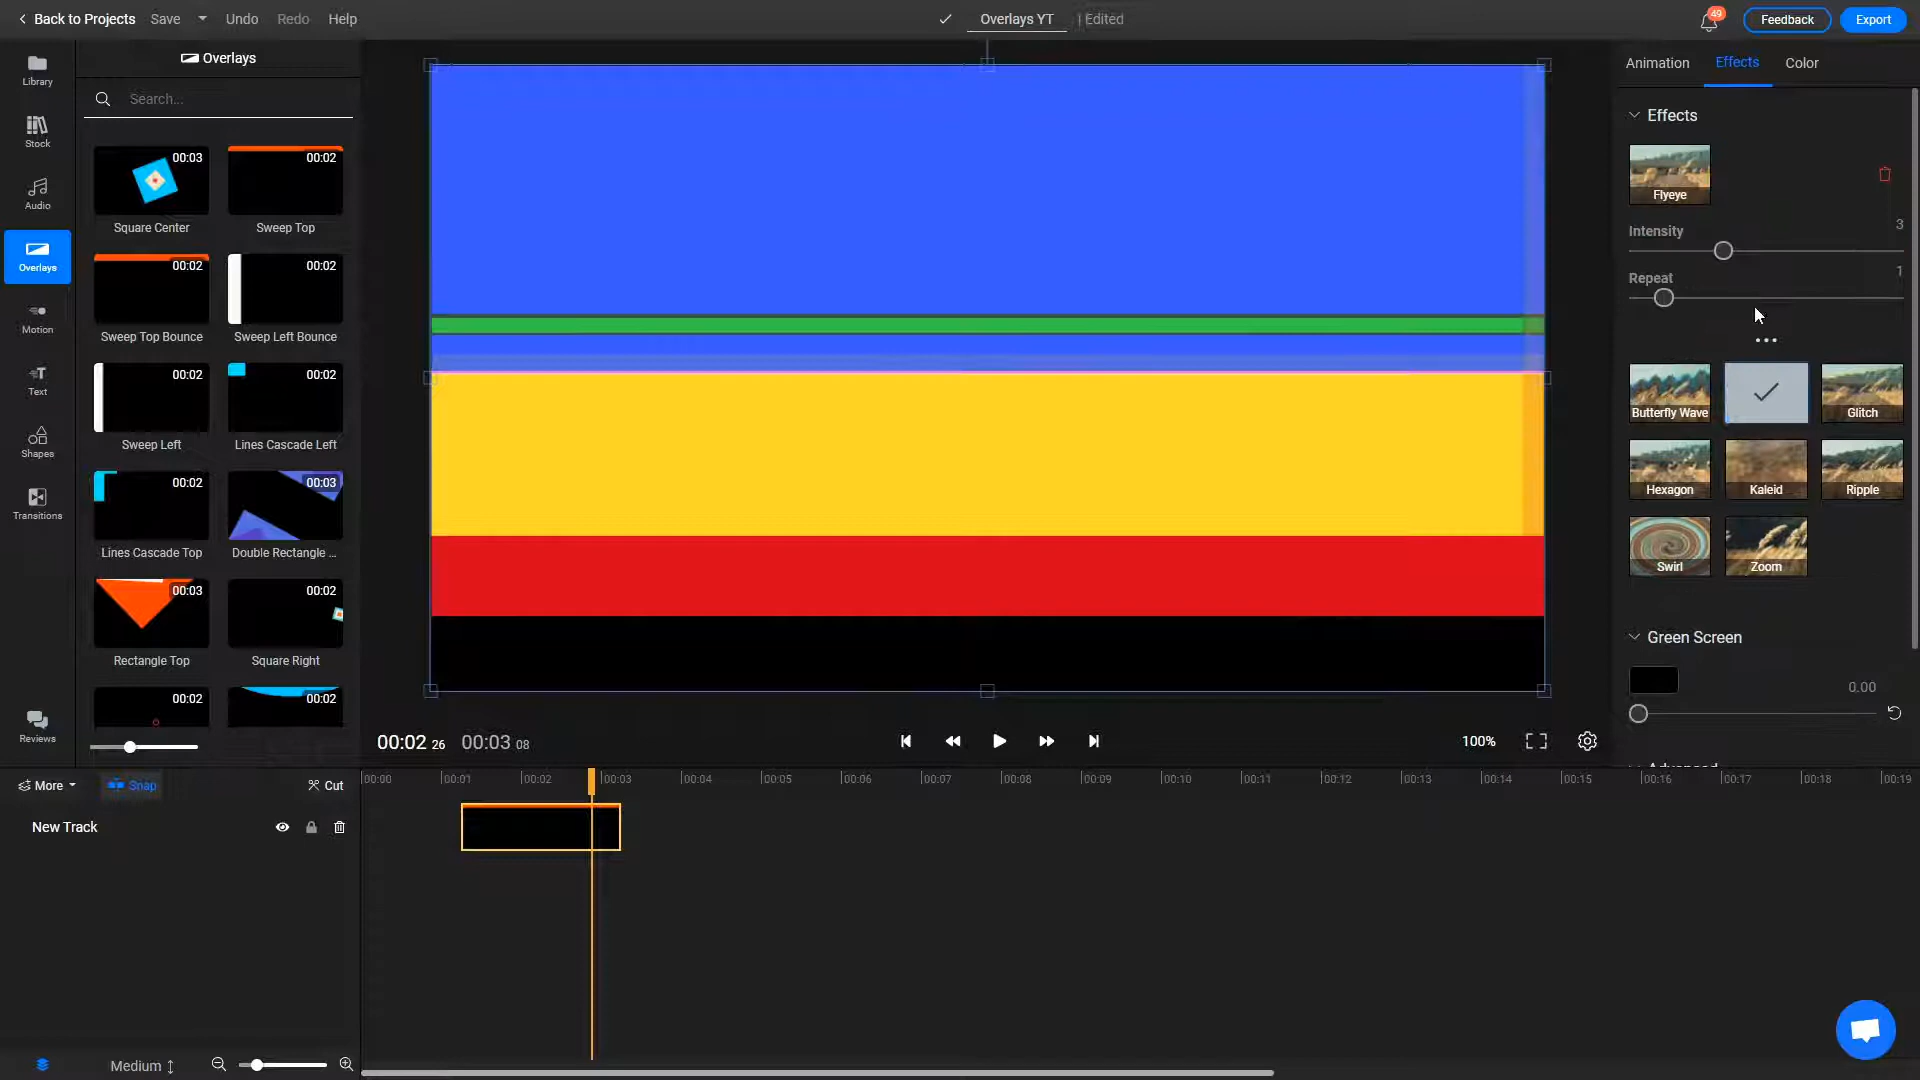 Back to Projects Save Undo Redo Help
Overlays YT | Edited
49 Feedback Export
Library
Stock
Audio
Overlays
Motion
Text
Shapes
Transitions
Reviews
Overlays
Search...
00:03 00:02
Square Center Sweep Top
00:02 00:02
Sweep Top Bounce Sweep Left Bounce
00:02 00:02
Sweep Left Lines Cascade Left
00:02 00:03
Lines Cascade Top Double Rectangle ...
00:03 00:02
Rectangle Top Square Right
00:02 00:02
Animation Effects Color
Effects
Flyeye
Intensity 3
Repeat 1
Butterfly Wave Glitch
Hexagon Kaleid Ripple
Swirl Zoom
Green Screen
0.00
00:02 26 00:03 08
100%
More Snap Cut
00:00 00:01 00:02 00:03 00:04 00:05 00:06 00:07 00:08 00:09 00:10 00:11 00:12 00:13 00:14 00:15 00:16 00:17 00:18 00:19
New Track
Medium